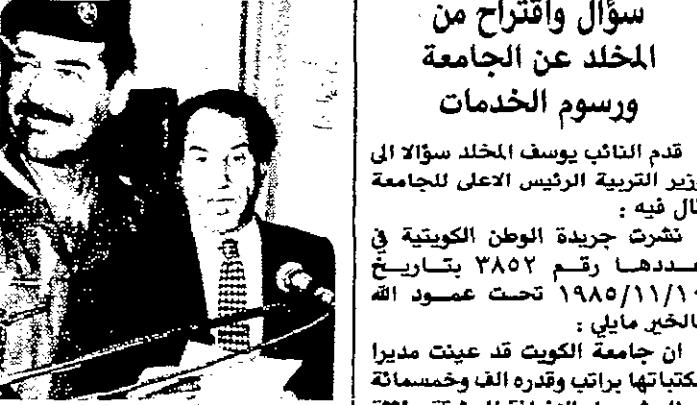 سؤال واقتراح من
المخلد عن الجامعة
ورسوم الخدمات
قدم النائب يوسف المخلد سؤالا الى
وزير التربية الرئيس الاعلى للجامعة
قال فيه :
نشرت جريدة الوطن الكويتية في
عددها رقم ٣٨٥٢ بتاريخ
١٩٨٥/١١/١ تحت عمود الله
بالخير مايلي :
ان جامعة الكويت قد عينت مديرا
لمكتباتها براتب وقدره الف وخمسمائة